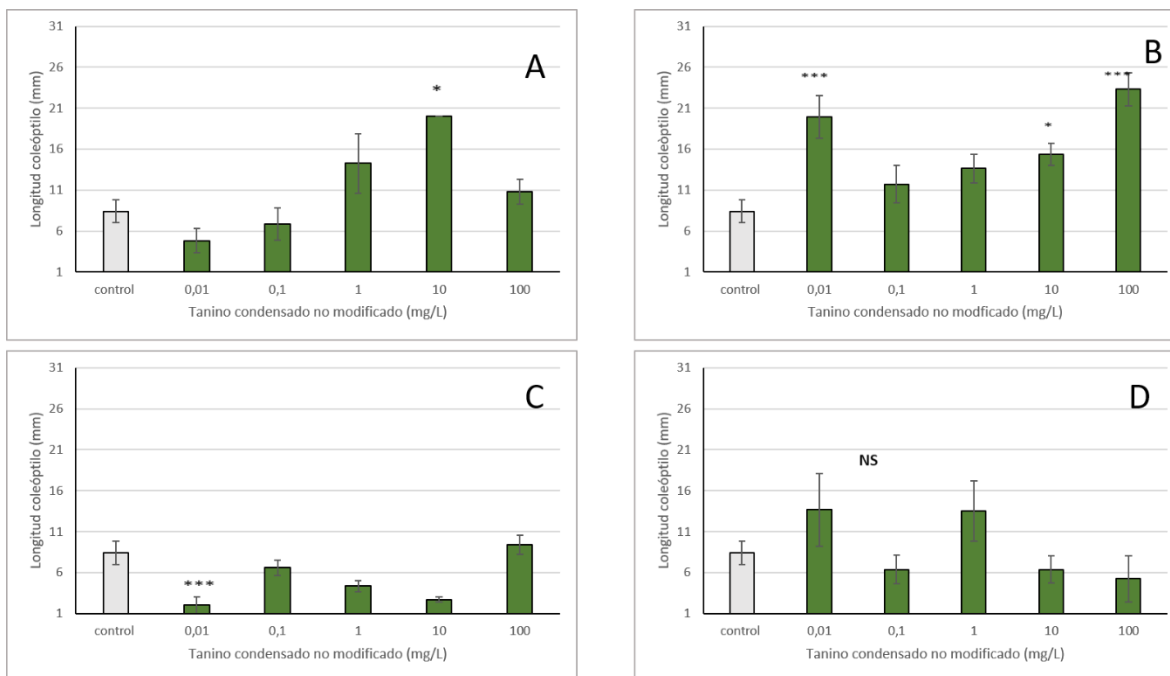 A
31
26
21
16
11
6
1
Longitud coleóptilo (mm)
*
control 0,01 0,1 1 10 100
Tanino condensado no modificado (mg/L)
B
31
26
21
16
11
6
1
Longitud coleóptilo (mm)
*** * ***
control 0,01 0,1 1 10 100
Tanino condensado no modificado (mg/L)
C
31
26
21
16
11
6
1
Longitud coleóptilo (mm)
***
control 0,01 0,1 1 10 100
Tanino condensado no modificado (mg/L)
D
31
26
21
16
11
6
1
Longitud coleóptilo (mm)
NS
control 0,01 0,1 1 10 100
Tanino condensado no modificado (mg/L)